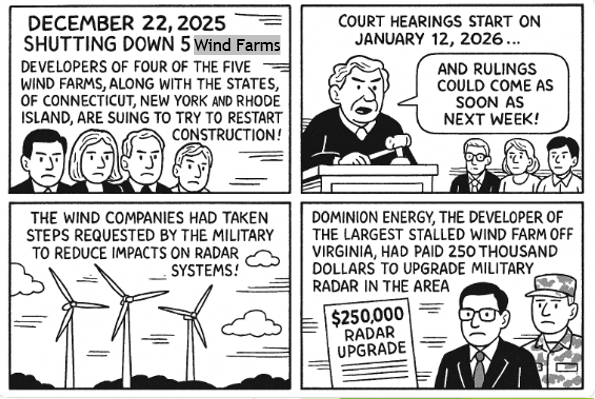 DECEMBER 22, 2025
SHUTTING DOWN 5 Wind Farms
DEVELOPERS OF FOUR OF THE FIVE
WIND FARMS, ALONG WITH THE STATES,
OF CONNECTICUT, NEW YORK AND RHODE
ISLAND, ARE SUING TO TRY TO RESTART
CONSTRUCTION!
COURT HEARINGS START ON
JANUARY 12, 2026...
AND RULINGS
COULD COME AS
SOON AS
NEXT WEEK!
THE WIND COMPANIES HAD TAKEN
STEPS REQUESTED BY THE MILITARY
TO REDUCE IMPACTS ON RADAR
SYSTEMS!
DOMINION ENERGY, THE DEVELOPER OF
THE LARGEST STALLED WIND FARM OFF
VIRGINIA, HAD PAID 250 THOUSAND
DOLLARS TO UPGRADE MILITARY
RADAR IN THE AREA
$250,000
RADAR
UPGRADE